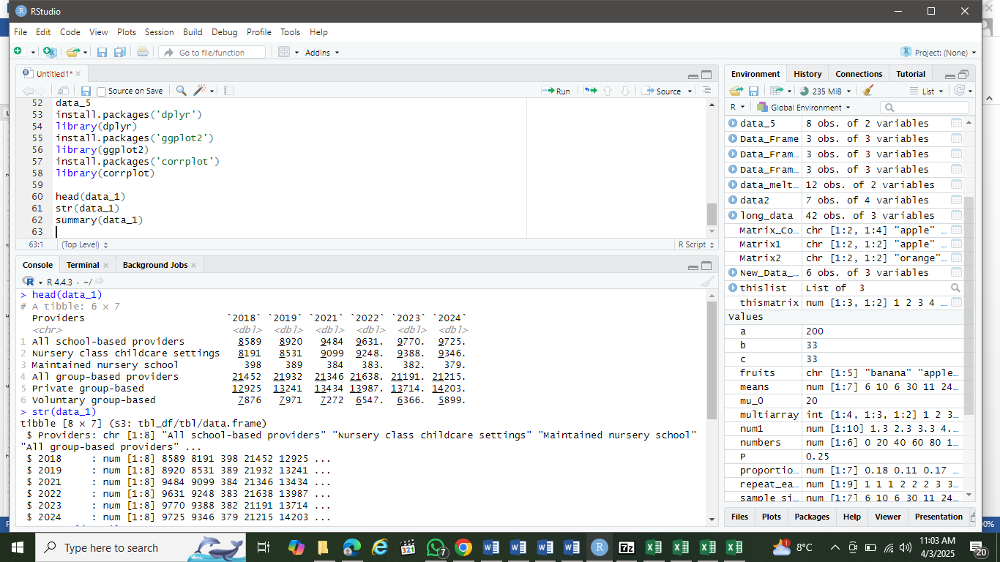 RStudio
File Edit Code View Plots Session Build Debug Profile Tools Help
Go to file/function
Addins
Project: (None)
Untitled1*
Source on Save
Run
Source
52 data_5
53 install.packages('dplyr')
54 library(dplyr)
55 install.packages('ggplot2')
56 library(ggplot2)
57 install.packages('corrplot')
58 library(corrplot)
59
60 head(data_1)
61 str(data_1)
62 summary(data_1)
63
63:1 (Top Level) R Script
Console Terminal Background Jobs
R 4.4.3 · ~/
> head(data_1)
# A tibble: 6 × 7
Providers `2018` `2019` `2021` `2022` `2023` `2024`
<chr> <dbl> <dbl> <dbl> <dbl> <dbl> <dbl>
1 All school-based providers 8589 8920 9484 9631. 9770. 9725.
2 Nursery class childcare settings 8191 8531 9099 9248. 9388. 9346.
3 Maintained nursery school 398 389 384 383. 382. 379.
4 All group-based providers 21452 21932 21346 21638. 21191. 21215.
5 Private group-based 12925 13241 13434 13987. 13714. 14203.
6 Voluntary group-based 7876 7971 7272 6547. 6366. 5899.
> str(data_1)
tibble [8 × 7] (S3: tbl_df/tbl/data.frame)
$ Providers: chr [1:8] "All school-based providers" "Nursery class childcare settings" "Maintained nursery school"
"All group-based providers" ...
$ 2018 : num [1:8] 8589 8191 398 21452 12925 ...
$ 2019 : num [1:8] 8920 8531 389 21932 13241 ...
$ 2021 : num [1:8] 9484 9099 384 21346 13434 ...
$ 2022 : num [1:8] 9631 9248 383 21638 13987 ...
$ 2023 : num [1:8] 9770 9388 382 21191 13714 ...
$ 2024 : num [1:8] 9725 9346 379 21215 14203 ...
Environment History Connections Tutorial
235 MiB
List
R Global Environment
data_5 8 obs. of 2 variables
Data_Frame 3 obs. of 3 variables
Data_Fram… 3 obs. of 3 variables
Data_Fram… 3 obs. of 3 variables
data_melt… 12 obs. of 2 variables
data2 7 obs. of 4 variables
long_data 42 obs. of 3 variables
Matrix_Co… chr [1:2, 1:4] "apple" …
Matrix1 chr [1:2, 1:2] "apple" …
Matrix2 chr [1:2, 1:2] "orange"…
New_Data_… 6 obs. of 3 variables
thislist List of 3
thismatrix num [1:3, 1:2] 1 2 3 4 …
Values
a 200
b 33
c 33
fruits chr [1:5] "banana" "apple…
means num [1:7] 6 10 6 30 11 24…
mu_0 20
multiarray int [1:4, 1:3, 1:2] 1 2 3…
num1 num [1:10] 1.3 2.3 3.3 4.…
numbers num [1:6] 0 20 40 60 80 1…
P 0.25
proportio… num [1:7] 0.18 0.11 0.17 …
repeat_ea… num [1:9] 1 1 1 2 2 2 3 3…
sample_si… num [1:7] 6 10 6 30 11 24…
Files Plots Packages Help Viewer Presentation
Type here to search
321
7
1
8°C
11:03 AM
4/3/2025
20